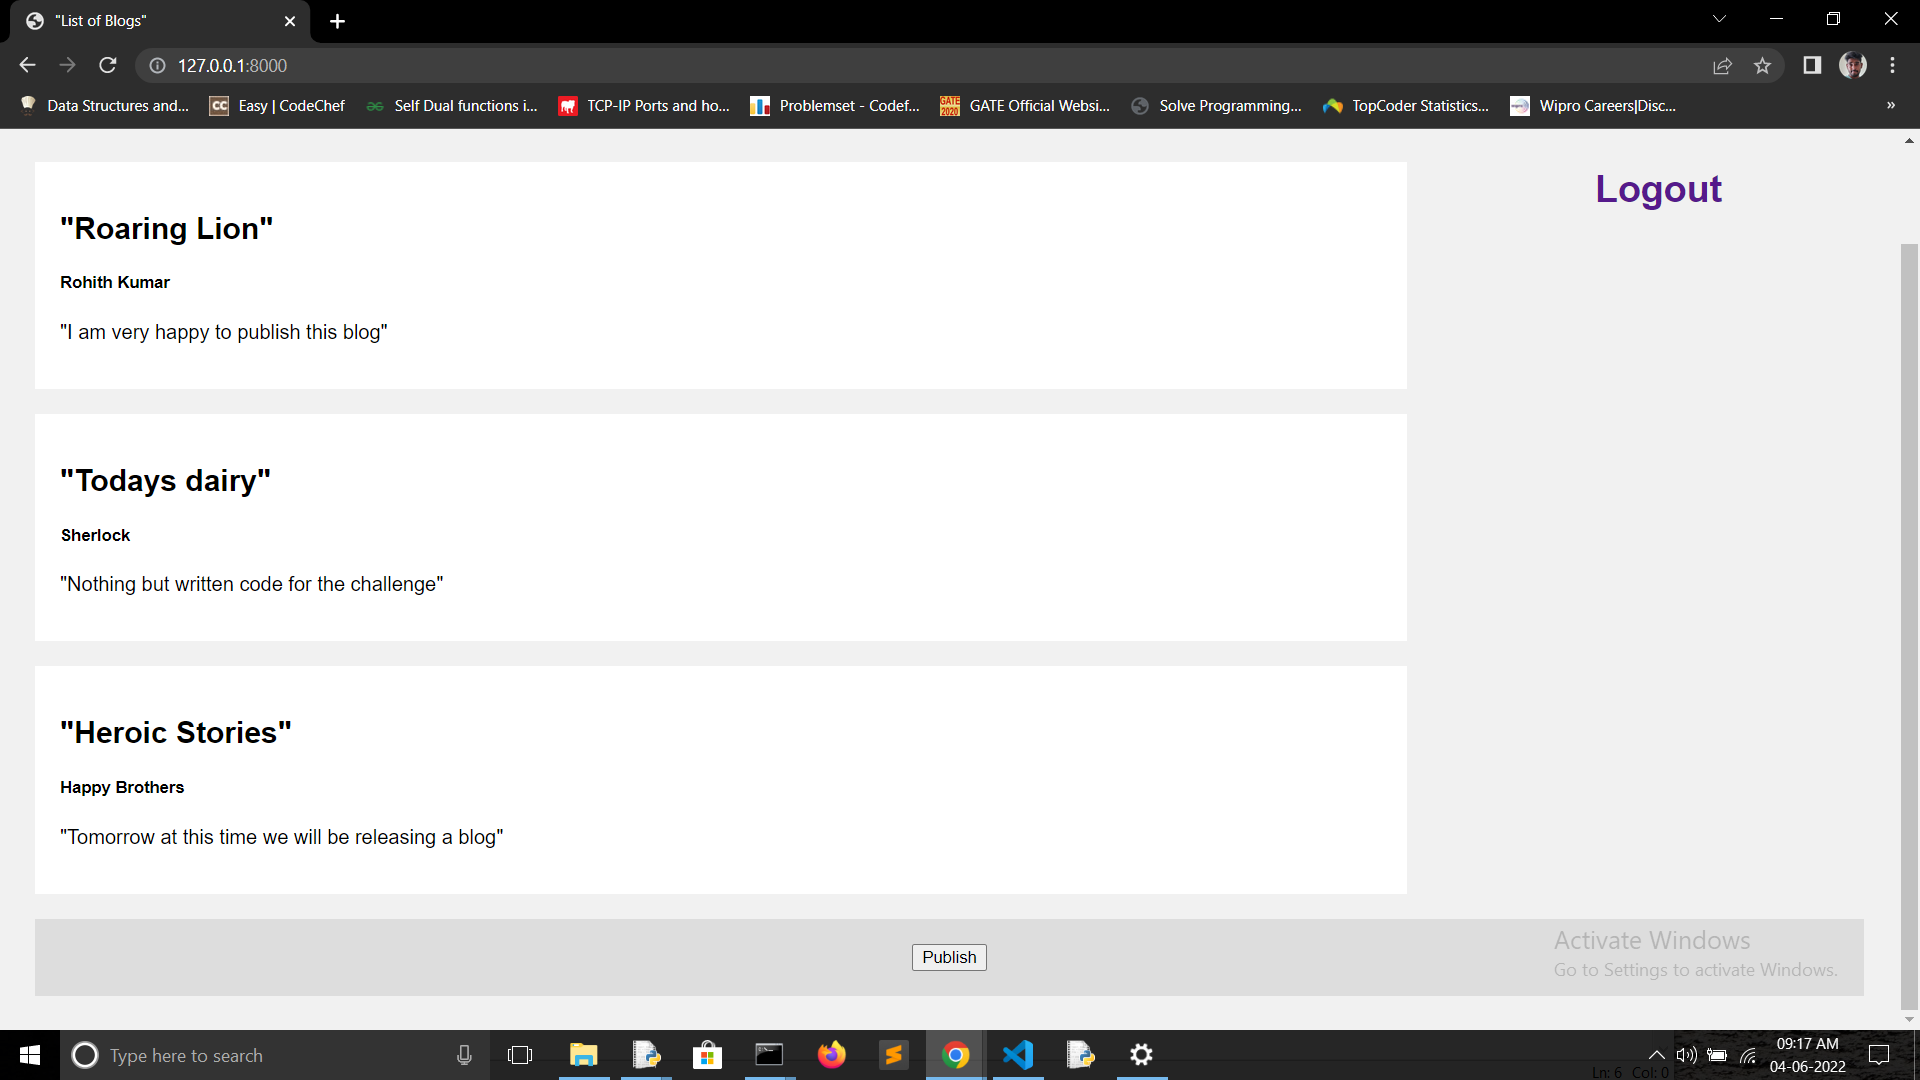 "List of Blogs"
127.0.0.1:8000
Data Structures and... Easy | CodeChef Self Dual functions i... TCP-IP Ports and ho... Problemset - Codef... GATE Official Websi... Solve Programming... TopCoder Statistics... Wipro Careers|Disc...
Logout
"Roaring Lion"
Rohith Kumar
"I am very happy to publish this blog"
"Todays dairy"
Sherlock
"Nothing but written code for the challenge"
"Heroic Stories"
Happy Brothers
"Tomorrow at this time we will be releasing a blog"
Publish
Activate Windows
Go to Settings to activate Windows.
Type here to search
09:17 AM
04-06-2022
Ln: 6 Col: 0